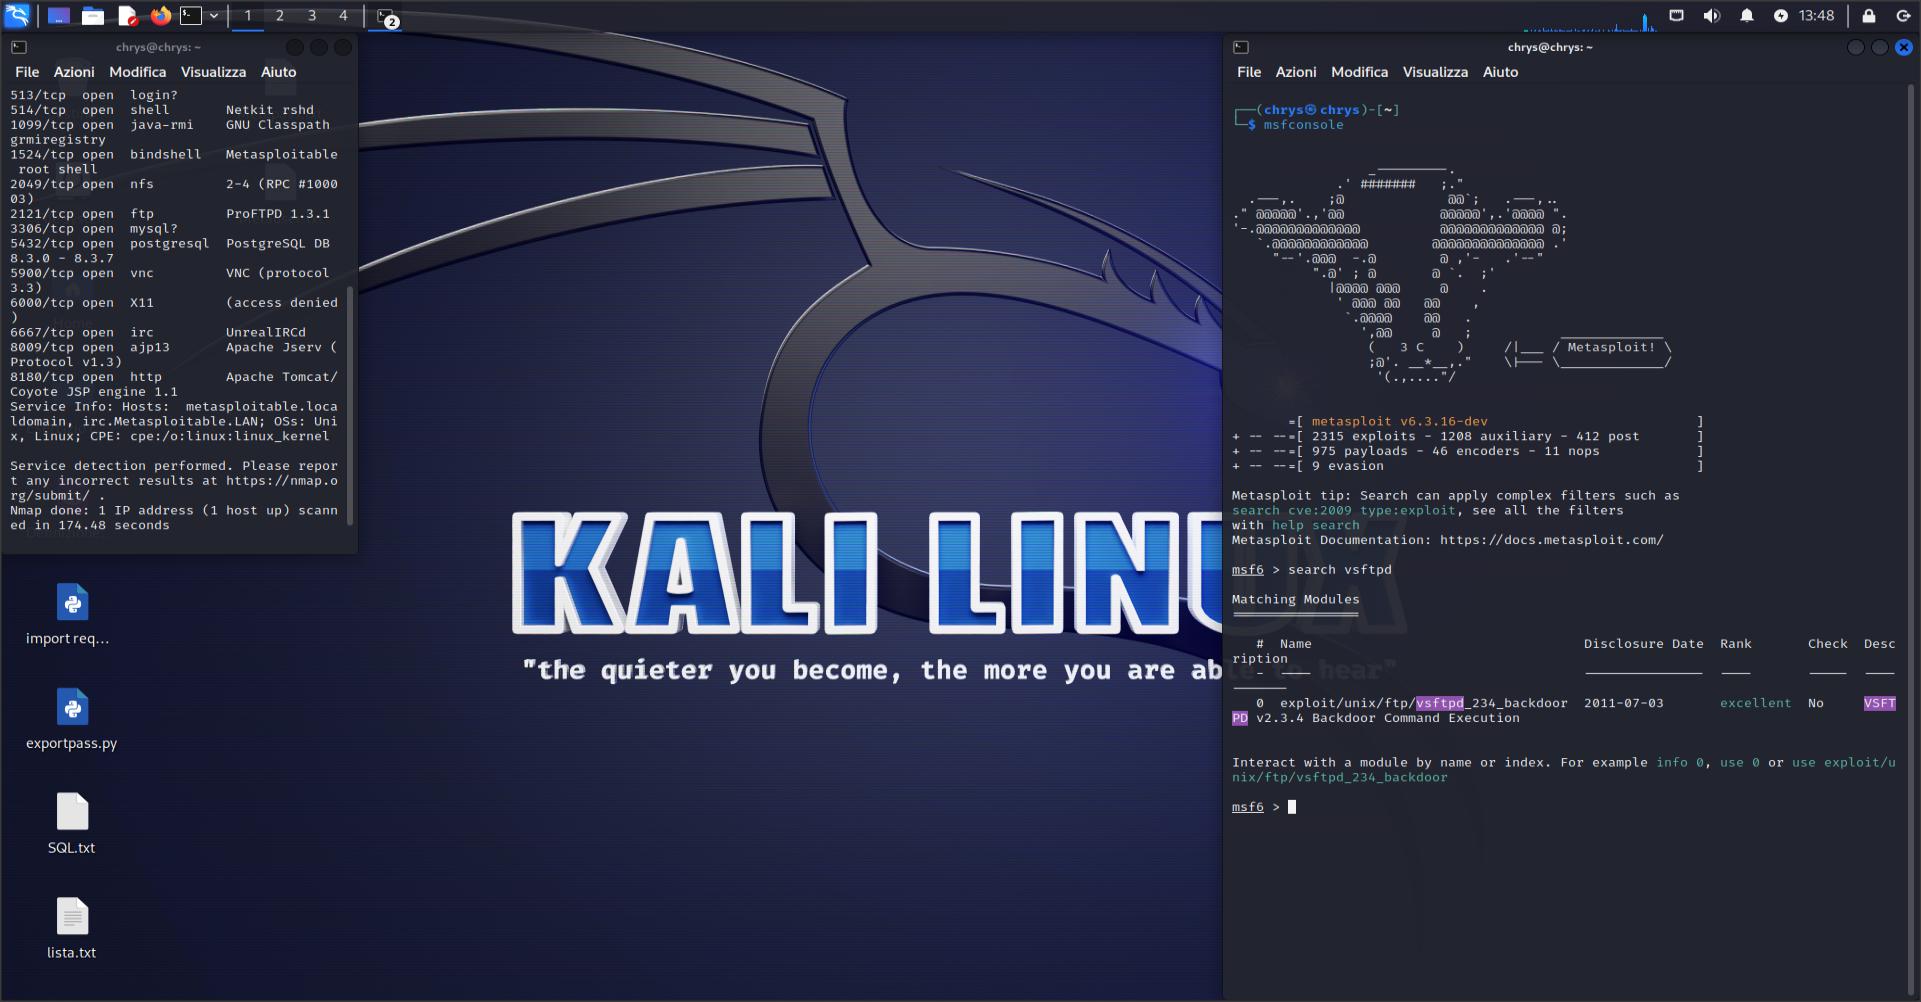 1 2 3 4 2 13:48
chrys@chrys: ~
File Azioni Modifica Visualizza Aiuto
513/tcp  open  login?
514/tcp  open  shell       Netkit rshd
1099/tcp open  java-rmi    GNU Classpath
grmiregistry
1524/tcp open  bindshell   Metasploitable
 root shell
2049/tcp open  nfs         2-4 (RPC #1000
03)
2121/tcp open  ftp         ProFTPD 1.3.1
3306/tcp open  mysql?
5432/tcp open  postgresql  PostgreSQL DB
8.3.0 - 8.3.7
5900/tcp open  vnc         VNC (protocol
3.3)
6000/tcp open  X11         (access denied
)
6667/tcp open  irc         UnrealIRCd
8009/tcp open  ajp13       Apache Jserv (
Protocol v1.3)
8180/tcp open  http        Apache Tomcat/
Coyote JSP engine 1.1
Service Info: Hosts:  metasploitable.loca
ldomain, irc.Metasploitable.LAN; OSs: Uni
x, Linux; CPE: cpe:/o:linux:linux_kernel
Service detection performed. Please repor
t any incorrect results at https://nmap.o
rg/submit/ .
Nmap done: 1 IP address (1 host up) scann
ed in 174.48 seconds
import req...
exportpass.py
SQL.txt
lista.txt
KALI LINUX
"the quieter you become, the more you are able to hear"
chrys@chrys: ~
File Azioni Modifica Visualizza Aiuto
┌──(chrys㉿chrys)-[~]
└─$ msfconsole
3 C
Metasploit!
=[ metasploit v6.3.16-dev ]
+ -- --=[ 2315 exploits - 1208 auxiliary - 412 post ]
+ -- --=[ 975 payloads - 46 encoders - 11 nops ]
+ -- --=[ 9 evasion ]
Metasploit tip: Search can apply complex filters such as
search cve:2009 type:exploit, see all the filters
with help search
Metasploit Documentation: https://docs.metasploit.com/
msf6 > search vsftpd
Matching Modules
#  Name  Disclosure Date  Rank  Check  Desc
ription
0  exploit/unix/ftp/vsftpd_234_backdoor  2011-07-03  excellent  No  VSFT
PD v2.3.4 Backdoor Command Execution
Interact with a module by name or index. For example info 0, use 0 or use exploit/u
nix/ftp/vsftpd_234_backdoor
msf6 >